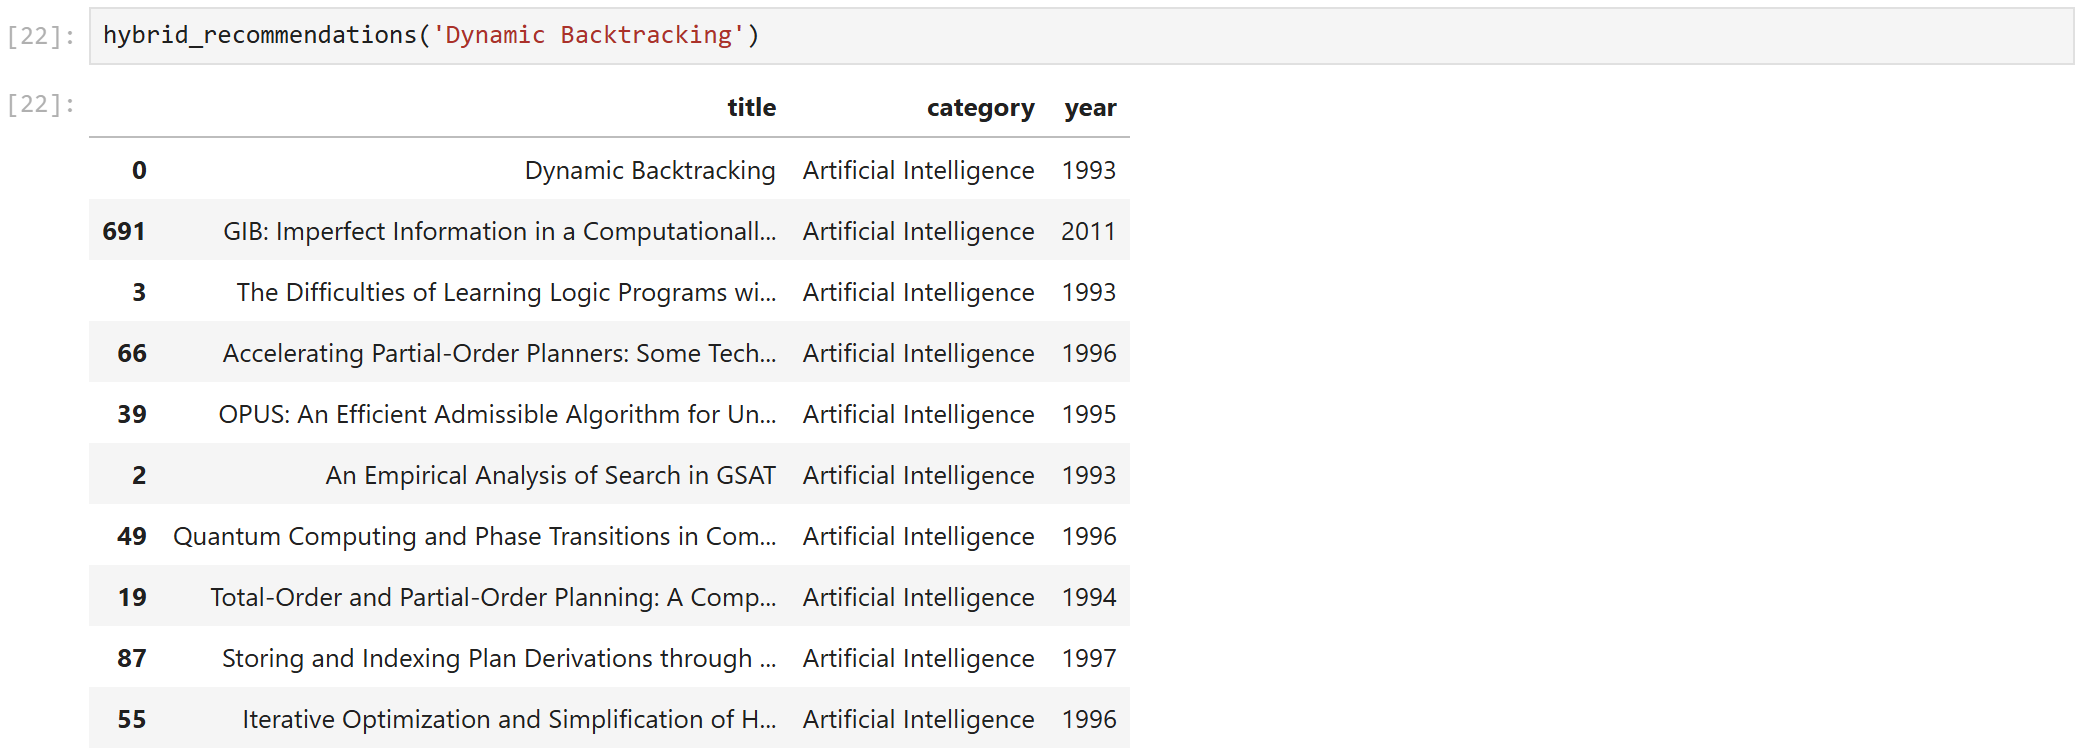 [22]: hybrid_recommendations('Dynamic Backtracking')
[22]: title category year
0 Dynamic Backtracking Artificial Intelligence 1993
691 GIB: Imperfect Information in a Computationall... Artificial Intelligence 2011
3 The Difficulties of Learning Logic Programs wi... Artificial Intelligence 1993
66 Accelerating Partial-Order Planners: Some Tech... Artificial Intelligence 1996
39 OPUS: An Efficient Admissible Algorithm for Un... Artificial Intelligence 1995
2 An Empirical Analysis of Search in GSAT Artificial Intelligence 1993
49 Quantum Computing and Phase Transitions in Com... Artificial Intelligence 1996
19 Total-Order and Partial-Order Planning: A Comp... Artificial Intelligence 1994
87 Storing and Indexing Plan Derivations through ... Artificial Intelligence 1997
55 Iterative Optimization and Simplification of H... Artificial Intelligence 1996